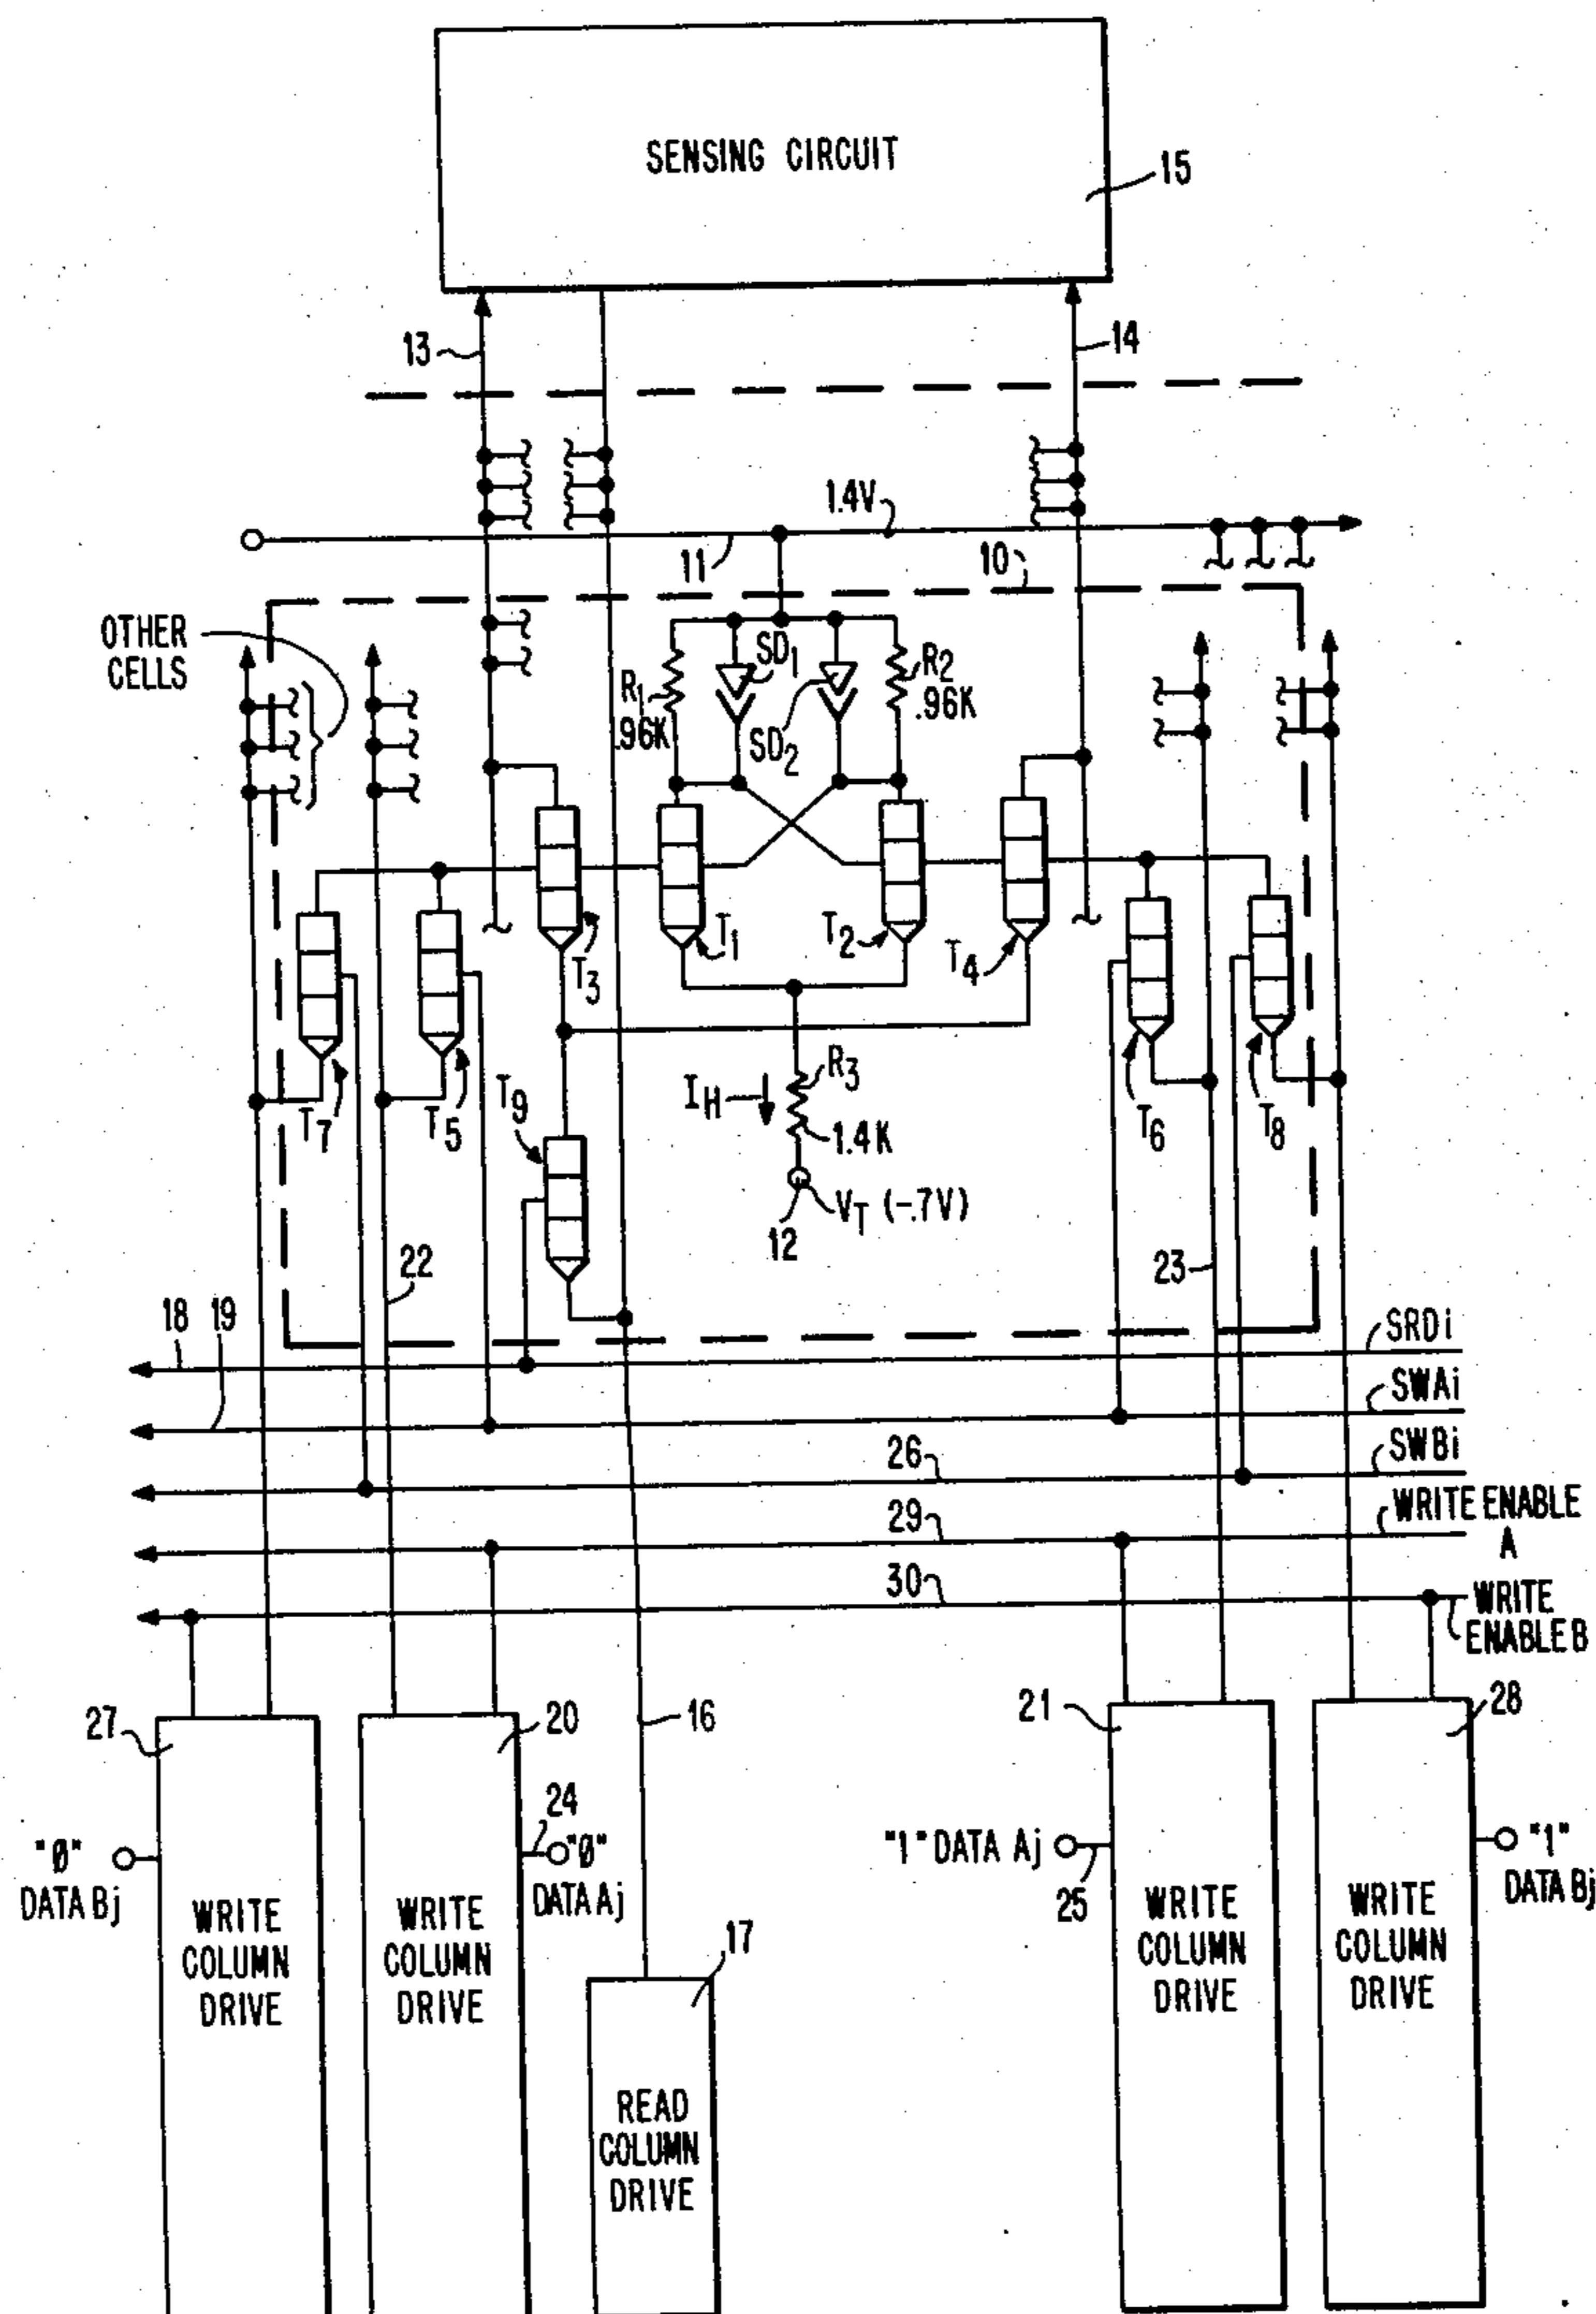 SENSING CIRCUIT
15
13
14
1.4V
11
10
OTHER
CELLS
SD1
R1
.96K
SD2
R2
.96K
T3
T1
T2
T4
T7
T5
T9
IH
R3
1.4K
VT (-.7V)
12
T6
T8
22
23
18
19
SRDi
SWAi
26
SWBi
29
WRITE ENABLE
A
30
WRITE
ENABLE B
27
20
16
21
28
24
"0"
DATA Bj
"0"
DATA Aj
"1" DATA Aj
25
"1"
DATA Bj
WRITE
COLUMN
DRIVE
WRITE
COLUMN
DRIVE
17
READ
COLUMN
DRIVE
WRITE
COLUMN
DRIVE
WRITE
COLUMN
DRIVE